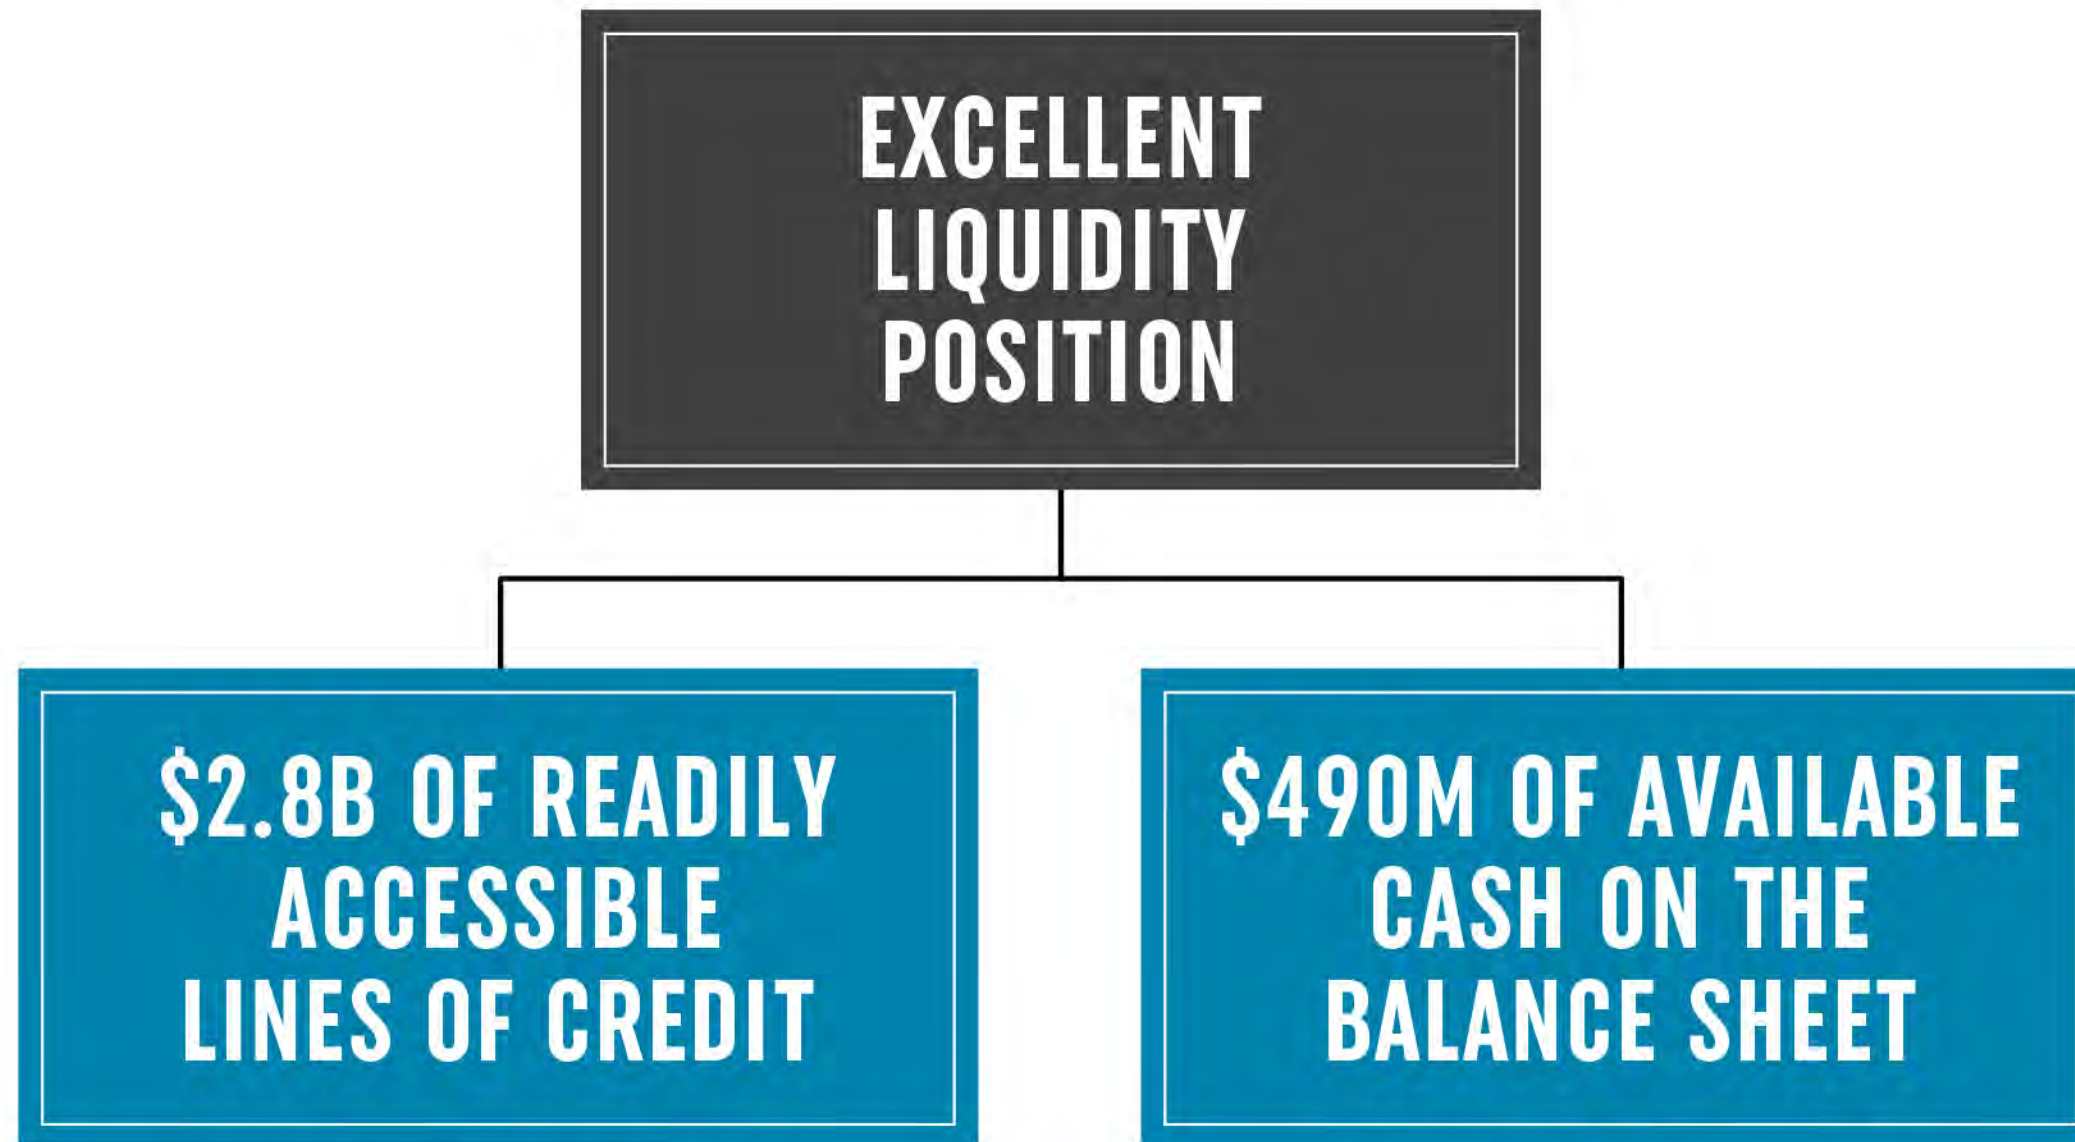 EXCELLENT
LIQUIDITY
POSITION
$2.8B OF READILY
ACCESSIBLE
LINES OF CREDIT
$490M OF AVAILABLE
CASH ON THE
BALANCE SHEET